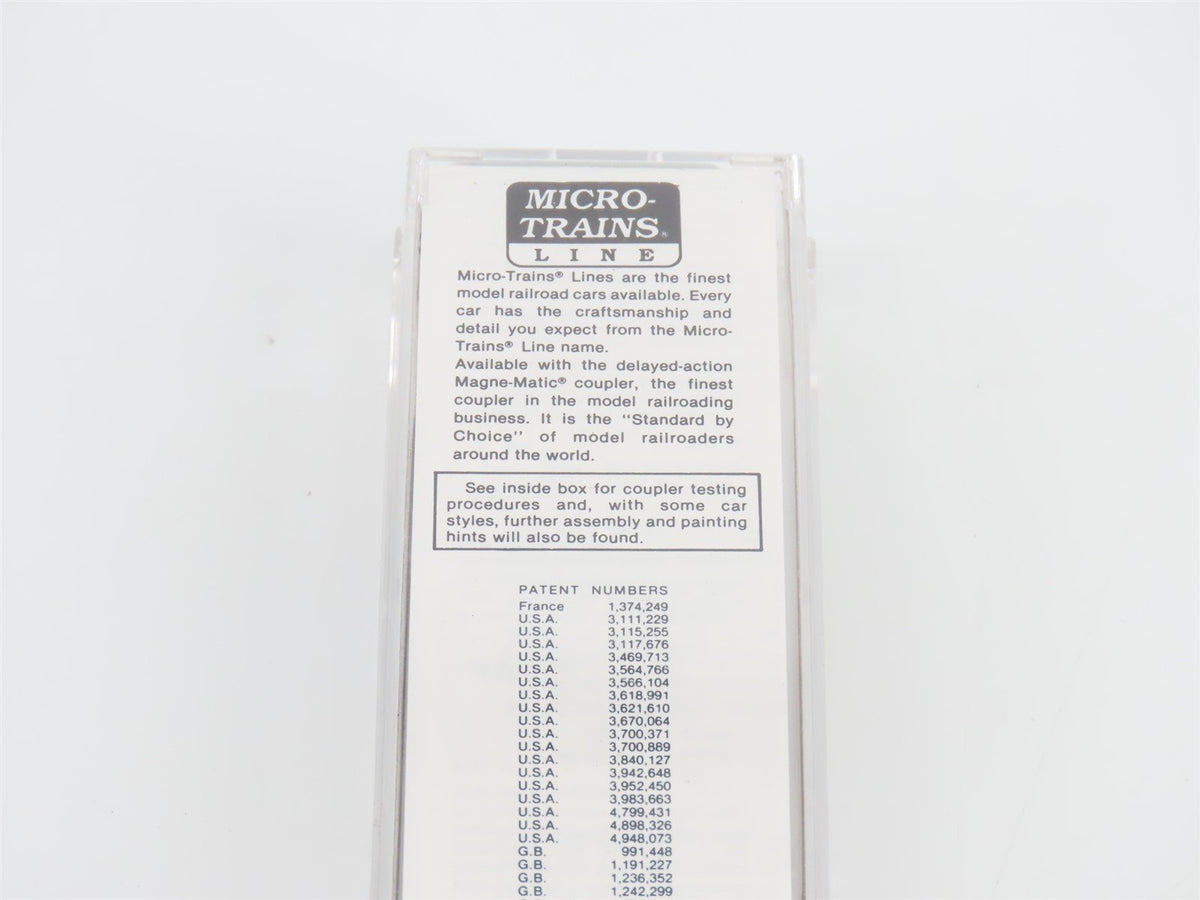 MICRO-
TRAINS®
LINE
Micro-Trains® Lines are the finest
model railroad cars available. Every
car has the craftsmanship and
detail you expect from the Micro-
Trains® Line name.
Available with the delayed-action
Magne-Matic® coupler, the finest
coupler in the model railroading
business. It is the "Standard by
Choice" of model railroaders
around the world.
See inside box for coupler testing
procedures and, with some car
styles, further assembly and painting
hints will also be found.
PATENT NUMBERS
France 1,374,249
U.S.A. 3,111,229
U.S.A. 3,115,255
U.S.A. 3,117,676
U.S.A. 3,469,713
U.S.A. 3,564,766
U.S.A. 3,566,104
U.S.A. 3,618,991
U.S.A. 3,621,610
U.S.A. 3,670,064
U.S.A. 3,700,371
U.S.A. 3,700,889
U.S.A. 3,840,127
U.S.A. 3,942,648
U.S.A. 3,952,450
U.S.A. 3,983,663
U.S.A. 4,799,431
U.S.A. 4,898,326
U.S.A. 4,948,073
G.B. 991,448
G.B. 1,191,227
G.B. 1,236,352
G.B. 1,242,299